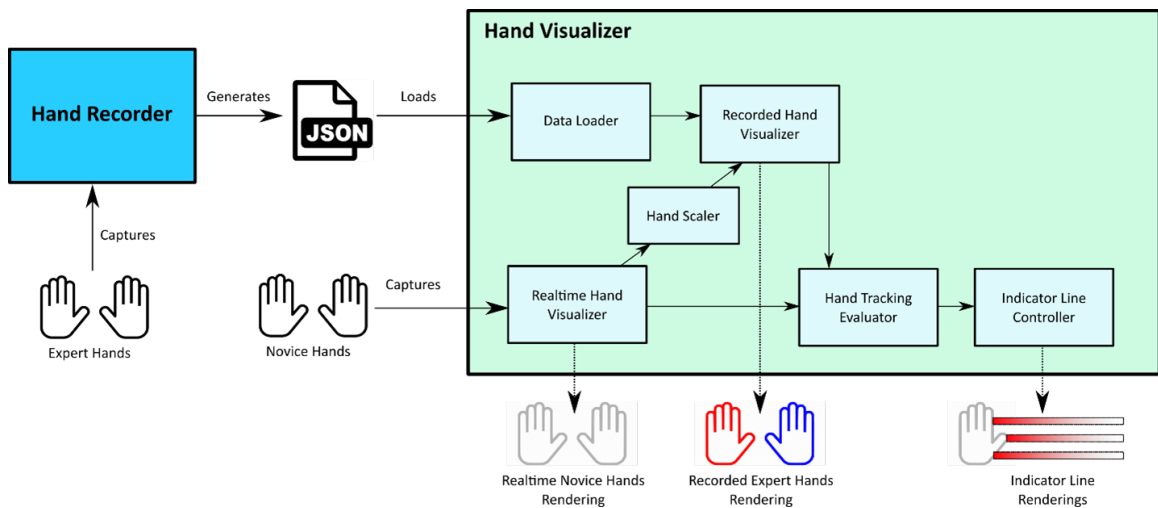 Hand Visualizer
Hand Recorder
Generates
JSON
Loads
Data Loader
Recorded Hand
Visualizer
Hand Scaler
Captures
Expert Hands
Novice Hands
Captures
Realtime Hand
Visualizer
Hand Tracking
Evaluator
Indicator Line
Controller
Realtime Novice Hands
Rendering
Recorded Expert Hands
Rendering
Indicator Line
Renderings